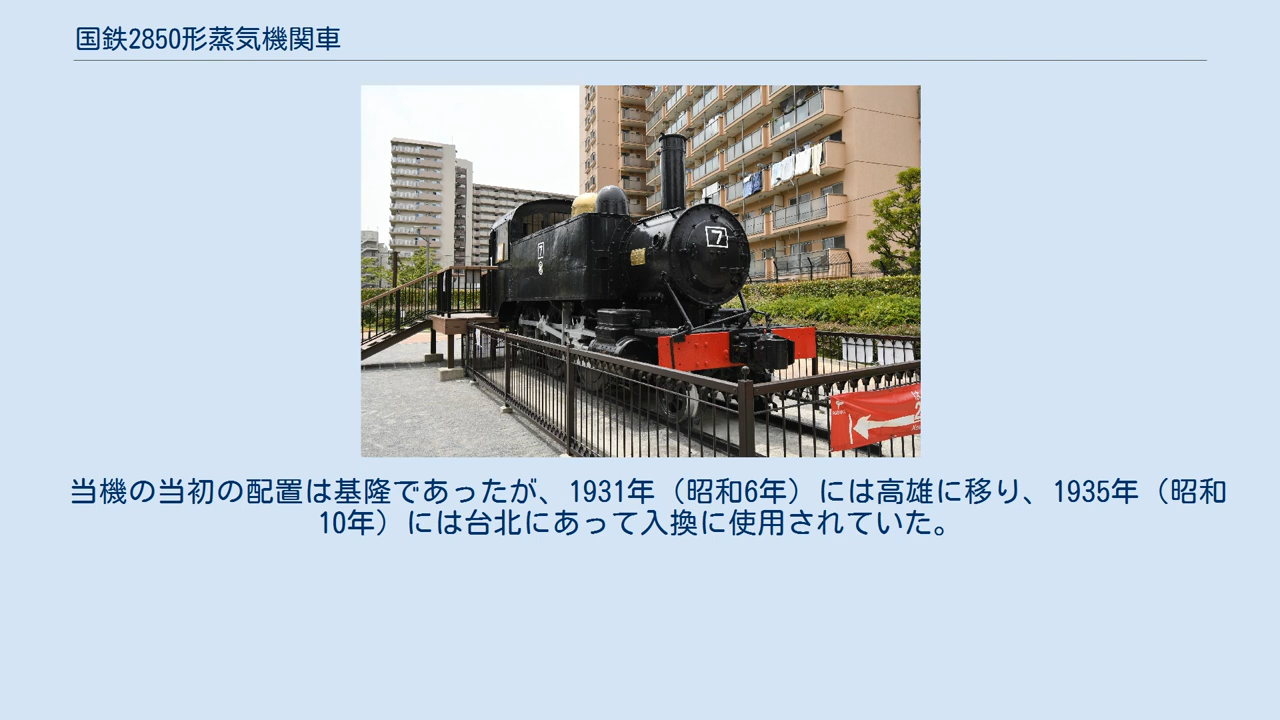 国鉄2850形蒸気機関車
7
7
当機の当初の配置は基隆であったが、1931年（昭和6年）には高雄に移り、1935年（昭和
10年）には台北にあって入換に使用されていた。